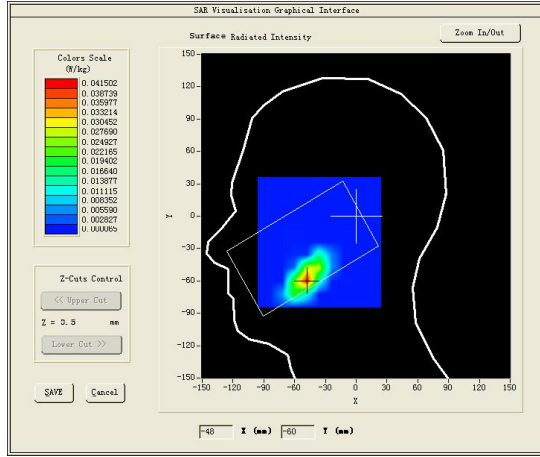 SAR Visualisation Graphical Interface
Surface Radiated Intensity
Zoom In/Out
Colors Scale
(W/kg)
0.041502
0.038739
0.035977
0.033214
0.030452
0.027690
0.024927
0.022165
0.019402
0.016640
0.013877
0.011115
0.008352
0.005590
0.002827
0.000065
Z-Cuts Control
<< Upper Cut
Z = 3.5 mm
Lower Cut >>
SAVE
Cancel
150
120
90
60
30
0
-30
-60
-90
-120
-150
Y
-150 -120 -90 -60 -30 0 30 60 90 120 150
X
-48 X (mm) -60 Y (mm)